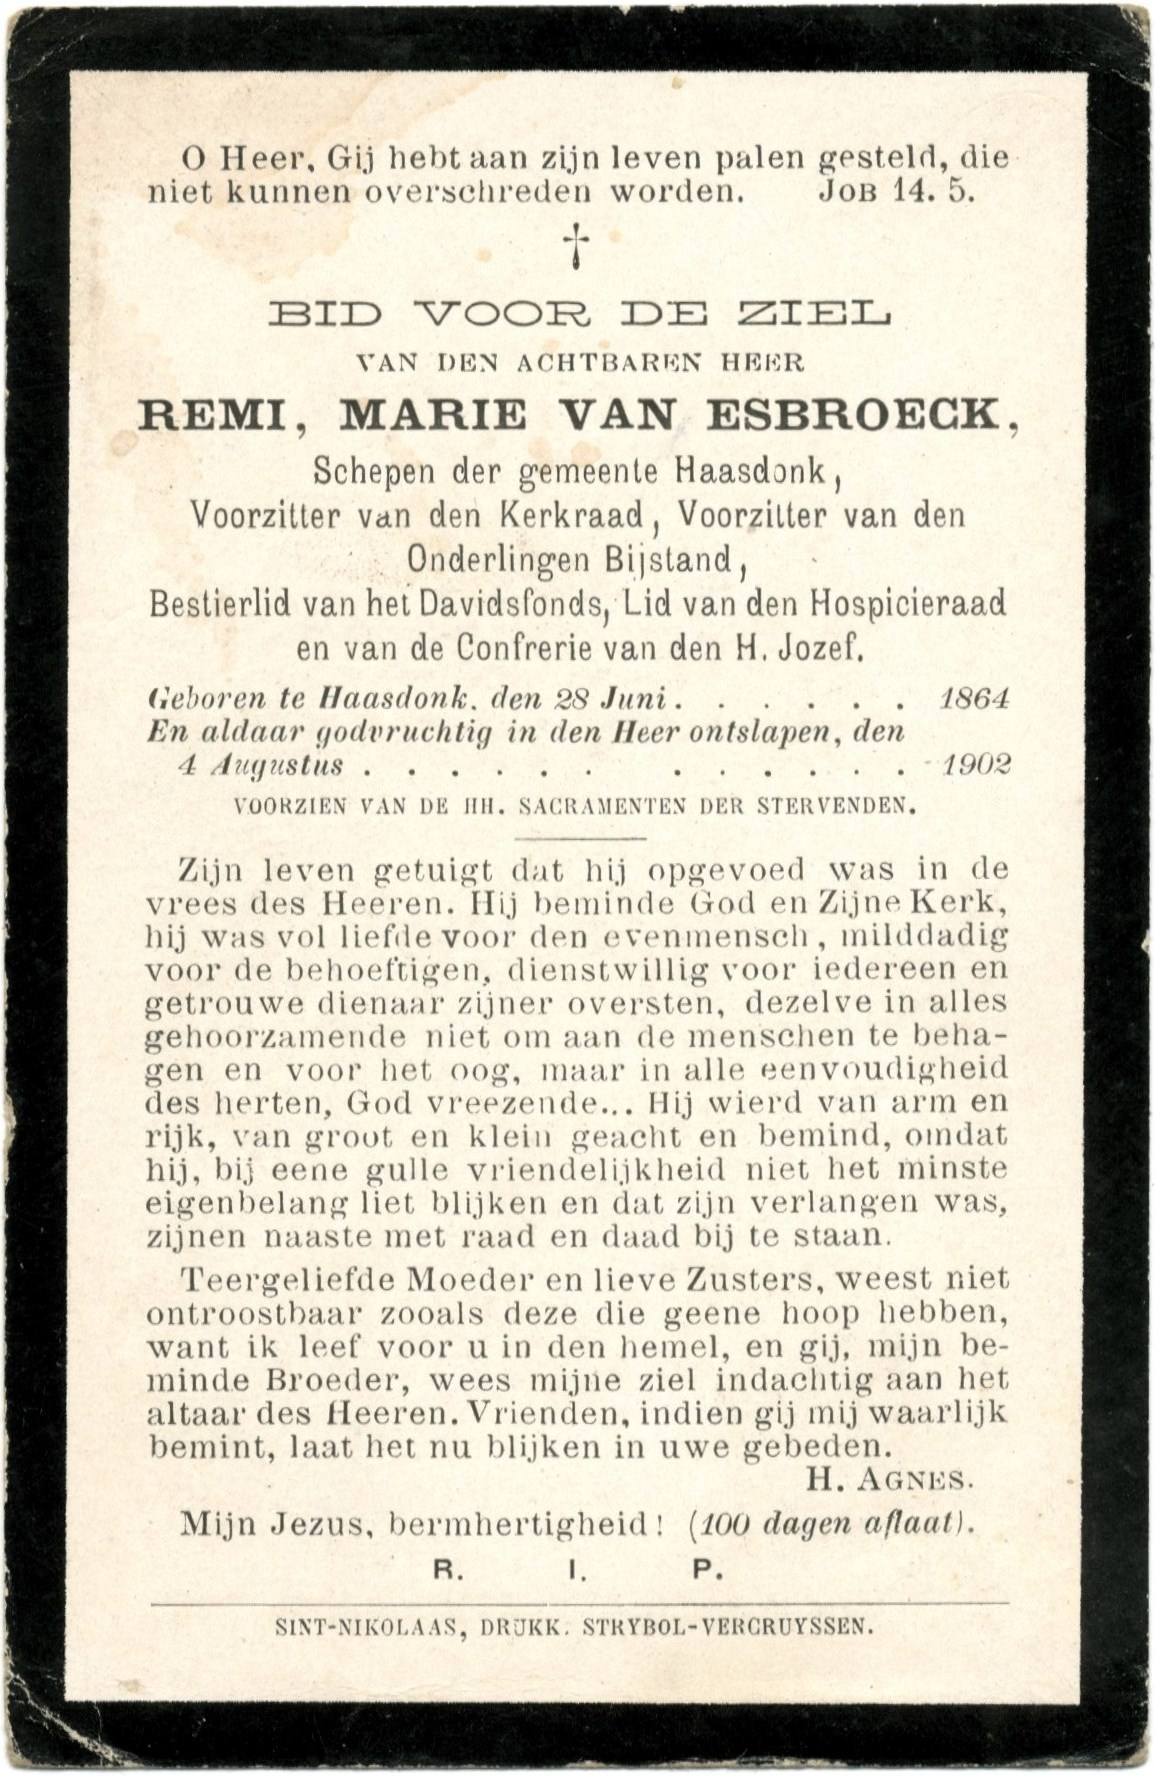 O Heer, Gij hebt aan zijn leven palen gesteld, die
niet kunnen overschreden worden. JOB 14. 5.
†
BID VOOR DE ZIEL
VAN DEN ACHTBAREN HEER
REMI, MARIE VAN ESBROECK,
Schepen der gemeente Haasdonk,
Voorzitter van den Kerkraad, Voorzitter van den
Onderlingen Bijstand,
Bestierlid van het Davidsfonds, Lid van den Hospicieraad
en van de Confrerie van den H. Jozef.
Geboren te Haasdonk, den 28 Juni . . . . . . 1864
En aldaar godvruchtig in den Heer ontslapen, den
4 Augustus . . . . . . . . . . . . 1902
VOORZIEN VAN DE HH. SACRAMENTEN DER STERVENDEN.
Zijn leven getuigt dat hij opgevoed was in de
vrees des Heeren. Hij beminde God en Zijne Kerk,
hij was vol liefde voor den evenmensch, milddadig
voor de behoeftigen, dienstwillig voor iedereen en
getrouwe dienaar zijner oversten, dezelve in alles
gehoorzamende niet om aan de menschen te beha-
gen en voor het oog, maar in alle eenvoudigheid
des herten, God vreezende... Hij wierd van arm en
rijk, van groot en klein geacht en bemind, omdat
hij, bij eene gulle vriendelijkheid niet het minste
eigenbelang liet blijken en dat zijn verlangen was,
zijnen naaste met raad en daad bij te staan.
Teergeliefde Moeder en lieve Zusters, weest niet
ontroostbaar zooals deze die geene hoop hebben,
want ik leef voor u in den hemel, en gij, mijn be-
minde Broeder, wees mijne ziel indachtig aan het
altaar des Heeren. Vrienden, indien gij mij waarlijk
bemint, laat het nu blijken in uwe gebeden.
H. AGNES.
Mijn Jezus, bermhertigheid! (100 dagen aflaat).
R. I. P.
SINT-NIKOLAAS, DRUKK. STRYBOL-VERCRUYSSEN.